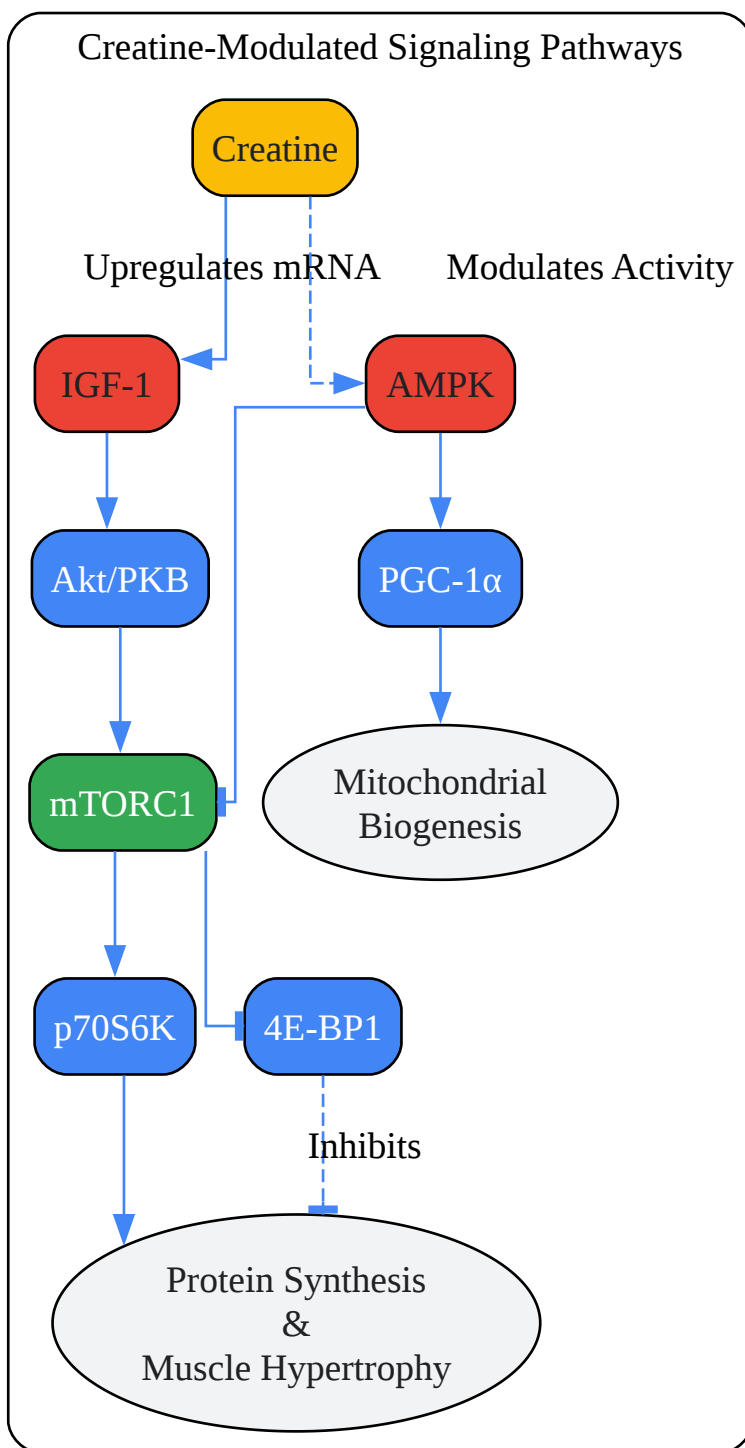 Creatine-Modulated Signaling Pathways
Creatine
Upregulates mRNA
Modulates Activity
IGF-1
AMPK
Akt/PKB
PGC-1α
mTORC1
Mitochondrial
Biogenesis
p70S6K
4E-BP1
Inhibits
Protein Synthesis
&
Muscle Hypertrophy